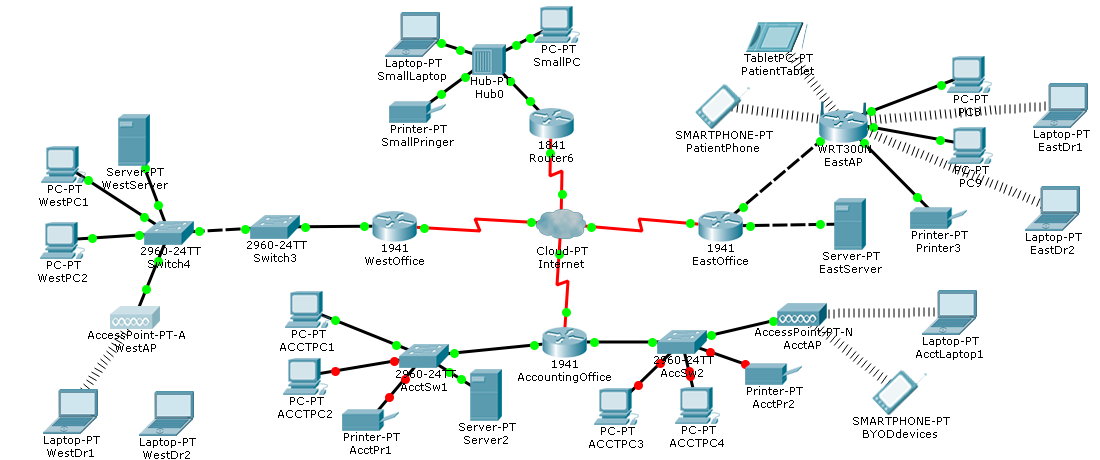 Laptop-PT
SmallLaptop
Hub-PT
Hub0
PC-PT
SmallPC
Printer-PT
SmallPringer
1841
Router6
TabletPC-PT
PatientTablet
SMARTPHONE-PT
PatientPhone
WRT300N
EastAP
PC-PT
PC8
Laptop-PT
EastDr1
PC-PT
PC9
Laptop-PT
EastDr2
Printer-PT
Printer3
Server-PT
WestServer
PC-PT
WestPC1
PC-PT
WestPC2
2960-24TT
Switch4
2960-24TT
Switch3
1941
WestOffice
Cloud-PT
Internet
1941
EastOffice
Server-PT
EastServer
AccessPoint-PT-A
WestAP
Laptop-PT
WestDr1
Laptop-PT
WestDr2
PC-PT
ACCTPC1
PC-PT
ACCTPC2
2960-24TT
AcctSw1
Printer-PT
AcctPr1
Server-PT
Server2
1941
AccountingOffice
2960-24TT
AccSw2
PC-PT
ACCTPC3
PC-PT
ACCTPC4
Printer-PT
AcctPr2
AccessPoint-PT-N
AcctAP
Laptop-PT
AcctLaptop1
SMARTPHONE-PT
BYODdevices